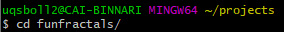 uqsboll2@CAI-BINNARI MINGW64 ~/projects
$ cd funfractals/